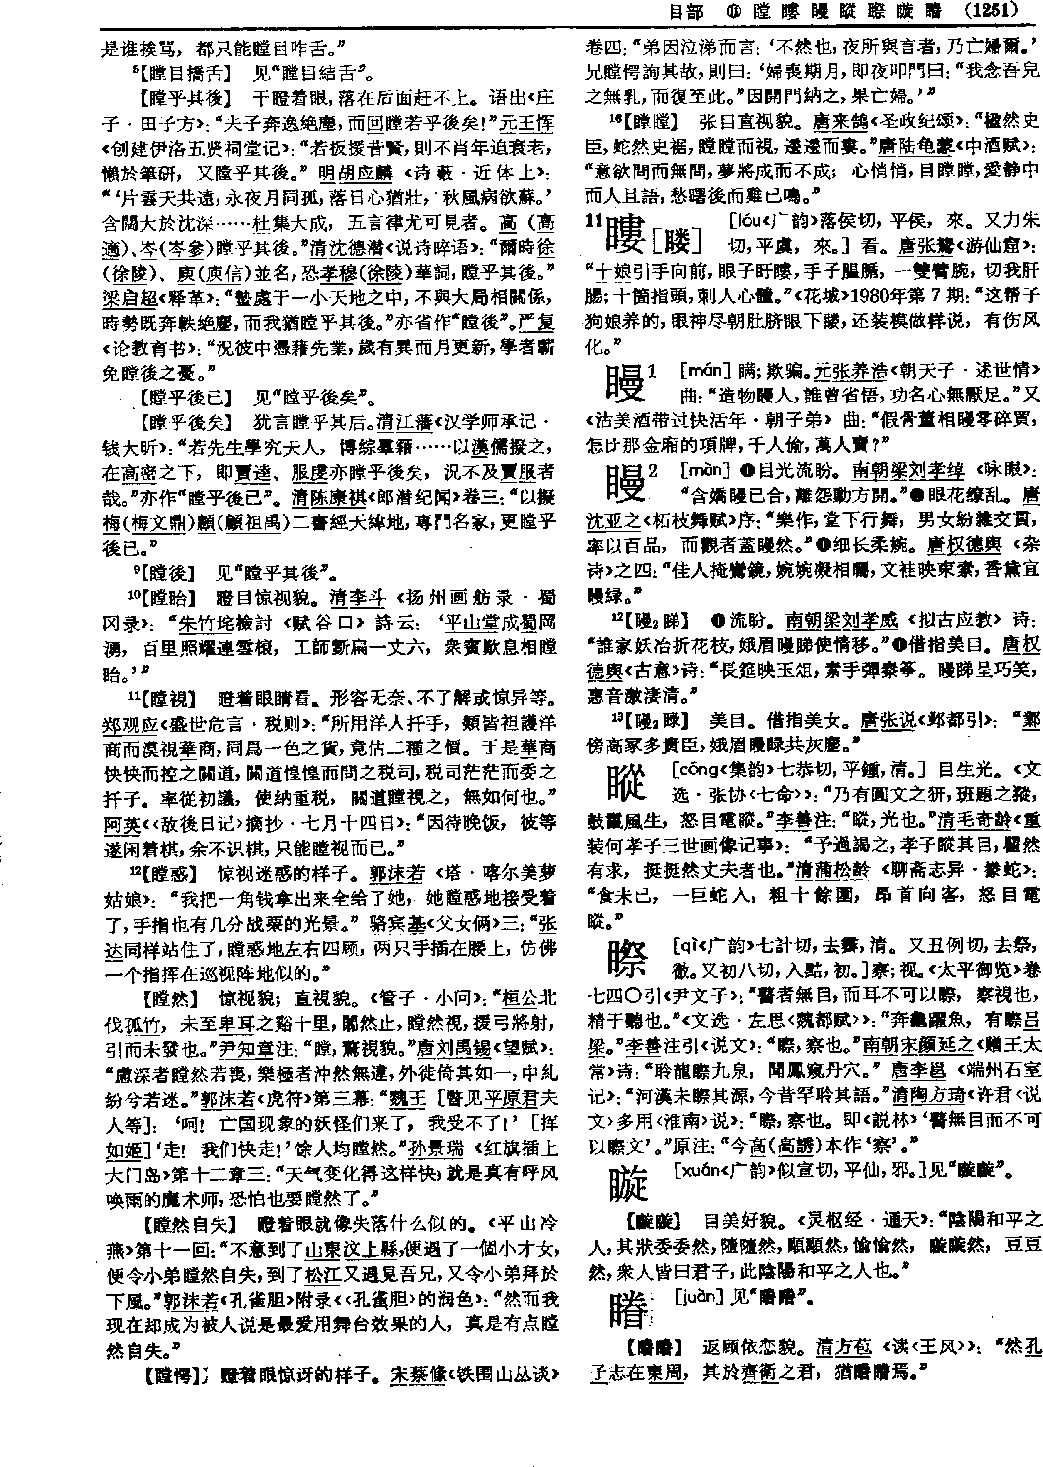 目部 ⑪ 瞠 瞜 瞞 瞛 瞭 暶 䁢 (1251)
是谁挨骂，都只能瞠目咋舌。”
⁵【瞠目撟舌】 见“瞠目结舌”。
【瞠乎其後】 干瞪着眼，落在后面赶不上。语出《庄
子·田子方》：“夫子奔逸绝塵，而回瞠若乎後矣！”元王恽
《创建伊洛五贤祠堂记》：“若板援昔賢，則不肖年追衰老，
懒於筆研，又瞠乎其後。” 明胡应麟《诗薮·近体上》：
“‘片雲天共遠，永夜月同孤，落日心猶壯，秋風病欲蘇。’
含闊大於沈深……杜集大成，五言律尤可見者。高（高
適）、岑（岑參）瞠乎其後。”清沈德潜《说诗晬语》：“爾時徐
（徐陵）、庾（庾信）並名，恐孝穆（徐陵）華詞，瞠乎其後。”
梁启超《释革》：“蟄處于一小天地之中，不與大局相關係，
時勢既奔軼絶塵，而我猶瞠乎其後。”亦省作“瞠後”。严复
《论教育书》：“况彼中憑藉先業，歲有異而月更新，學者蘄
免瞠後之憂。”
【瞠乎後已】 见“瞠乎後矣”。
【瞠乎後矣】 犹言瞠乎其后。清江藩《汉学师承记·
钱大昕》：“若先生學究天人，博綜羣籍……以漢儒擬之，
在高密之下，即賈逵、服虔亦瞠乎後矣，况不及賈服者
哉。”亦作“瞠乎後已”。清陈康祺《郎潜纪闻》卷三：“以擬
梅（梅文鼎）顧（顧祖禹）二書經天緯地，專門名家，更瞠乎
後已。”
⁹【瞠後】 见“瞠乎其後”。
¹⁰【瞠眙】 瞪目惊视貌。清李斗《扬州画舫录·蜀
冈录》：“朱竹垞檢討《賦谷口》詩云：‘平山堂成蜀岡
湧，百里照耀連雲榱，工師斲扁一丈六，衆賓歎息相瞠
眙。’”
¹¹【瞠視】 瞪着眼睛看。形容无奈、不了解或惊异等。
郑观应《盛世危言·税则》：“所用洋人扦手，類皆袒護洋
商而漠視華商，同爲一色之貨，竟估二種之價。于是華商
怏怏而控之關道，關道惶惶而問之税司，税司茫茫而委之
扦子。率從初議，使納重税，關道瞠視之，無如何也。”
阿英《〈敌後日记〉摘抄·七月十四日》：“因待晚饭，彼等
遂闲着棋，余不识棋，只能瞠视而已。”
¹²【瞠惑】 惊视迷惑的样子。郭沫若《塔·喀尔美萝
姑娘》：“我把一角钱拿出来全给了她，她瞠惑地接受着
了，手指也有几分战栗的光景。” 骆宾基《父女俩》三：“张
达同样站住了，瞠惑地左右四顾，两只手插在腰上，仿佛
一个指挥在巡视阵地似的。”
【瞠然】 惊视貌；直視貌。《管子·小问》：“桓公北
伐孤竹，未至卑耳之谿十里，闟然止，瞠然視，援弓將射，
引而未發也。”尹知章注：“瞠，驚視貌。”唐刘禹锡《望赋》：
“慮深者瞠然若喪，樂極者沖然無違，外徙倚其如一，中糺
紛兮若迷。”郭沫若《虎符》第三幕：“魏王 ［瞥见平原君夫
人等］：‘呵！亡国现象的妖怪们来了，我受不了！’［挥
如姬］‘走！我们快走！’馀人均瞠然。”孙景瑞《红旗插上
大门岛》第十二章三：“天气变化得这样快，就是真有呼风
唤雨的魔术师，恐怕也要瞠然了。”
【瞠然自失】 瞪着眼就像失落什么似的。《平山冷
燕》第十一回：“不意到了山東汶上縣，便遇了一個小才女，
便令小弟瞠然自失，到了松江又遇見吾兄，又令小弟拜於
下風。”郭沫若《孔雀胆》附录《〈孔雀胆〉的润色》：“然而我
现在却成为被人说是最爱用舞台效果的人，真是有点瞠
然自失。”
【瞠愕】 瞪着眼惊讶的样子。宋蔡絛《铁围山丛谈》
卷四：“弟因泣涕而言：‘不然也，夜所與言者，乃亡婦爾。’
兄瞠愕詢其故，則曰：‘婦喪期月，即夜叩門曰：“我念吾兒
之無乳，而復至此。”因開門納之，果亡婦。’”
¹⁶【瞠瞠】 张目直视貌。唐来鹄《圣政纪颂》：“楹然史
臣，蛇然史裾，瞠瞠而視，逶逶而婁。”唐陆龟蒙《中酒赋》：
“意欲問而無問，夢將成而不成；心悄悄，目瞠瞠，愛静中
而人且語，愁曙後而雞已鳴。”
¹¹瞜［䁖］ ［lóu《广韵》落侯切，平侯，來。又力朱
切，平虞，來。］看。唐张鷟《游仙窟》：
“十娘引手向前，眼子盱瞜，手子腽腯，一雙臂腕，切我肝
腸；十箇指頭，刺人心髓。”《花城》1980年第7期：“这帮子
狗娘养的，眼神尽朝肚脐眼下䁖，还装模做样说，有伤风
化。”
瞞¹ ［mán］瞒；欺骗。元张养浩《朝天子·述世情》
曲：“造物瞞人，誰曾省悟，功名心無厭足。”又
《沽美酒带过快活年·朝子弟》曲：“假骨董相瞞零碎買，
怎比那金廂的項牌，千人偷，萬人賣？”
瞞² ［màn］❶目光流盼。南朝梁刘孝绰《咏眼》：
“含嬌瞞已合，離怨動方開。”❷眼花缭乱。唐
沈亚之《柘枝舞赋》序：“樂作，堂下行舞，男女紛雜交貫，
率以百品，而觀者蓋瞞然。”❸细长柔婉。唐权德舆《杂
诗》之四：“佳人掩鸞鏡，婉婉凝相矚，文袿映束素，香黛宜
瞞緑。”
¹²【瞞₂睇】 ❶流盼。南朝梁刘孝威《拟古应教》诗：
“誰家妖冶折花枝，娥眉瞞睇使情移。”❷借指美目。唐权
德舆《古意》诗：“長筵映玉俎，素手彈秦筝。瞞睇呈巧笑，
惠音激淒清。”
¹³【瞞₂睩】 美目。借指美女。唐张说《邺都引》：“鄴
傍高冢多貴臣，娥眉瞞睩共灰塵。”
瞛 ［cōng《集韵》七恭切，平鍾，清。］目生光。《文
选·张协〈七命〉》：“乃有圓文之豜，班題之豵，
鼓鬣風生，怒目電瞛。”李善注：“瞛，光也。”清毛奇龄《重
装何孝子三世画像记事》：“予過謁之，孝子瞛其目，矍然
有求，挺挺然丈夫者也。”清蒲松龄《聊斋志异·豢蛇》：
“食未已，一巨蛇入，粗十餘圍，昂首向客，怒目電
瞛。”
瞭 ［qì《广韵》七計切，去霽，清。又丑例切，去祭，
徹。又初八切，入黠，初。］察；视。《太平御览》卷
七四〇引《尹文子》：“瞽者無目，而耳不可以瞭，察視也，
精于聽也。”《文选·左思〈魏都赋〉》：“奔龜躍魚，有瞭吕
梁。”李善注引《说文》：“瞭，察也。”南朝宋颜延之《赠王太
常》诗：“聆龍瞭九泉，聞鳳窺丹穴。” 唐李邕《端州石室
记》：“河漢未瞭其源，今昔罕聆其語。”清陶方琦《许君〈说
文〉多用〈淮南〉说》：“瞭，察也。即《説林》‘瞽無目而不可
以瞭文’。”原注：“今高（高誘）本作‘察’。”
暶 ［xuán《广韵》似宣切，平仙，邪。］见“暶暶”。
【暶暶】 目美好貌。《灵枢经·通天》：“陰陽和平之
人，其狀委委然，隨隨然，顒顒然，愉愉然，暶暶然，豆豆
然，衆人皆曰君子，此陰陽和平之人也。”
［juàn］见“
返顾依恋貌。清方苞《读〈王风〉》：“然孔
子志在東周，其於齊衛之君，猶